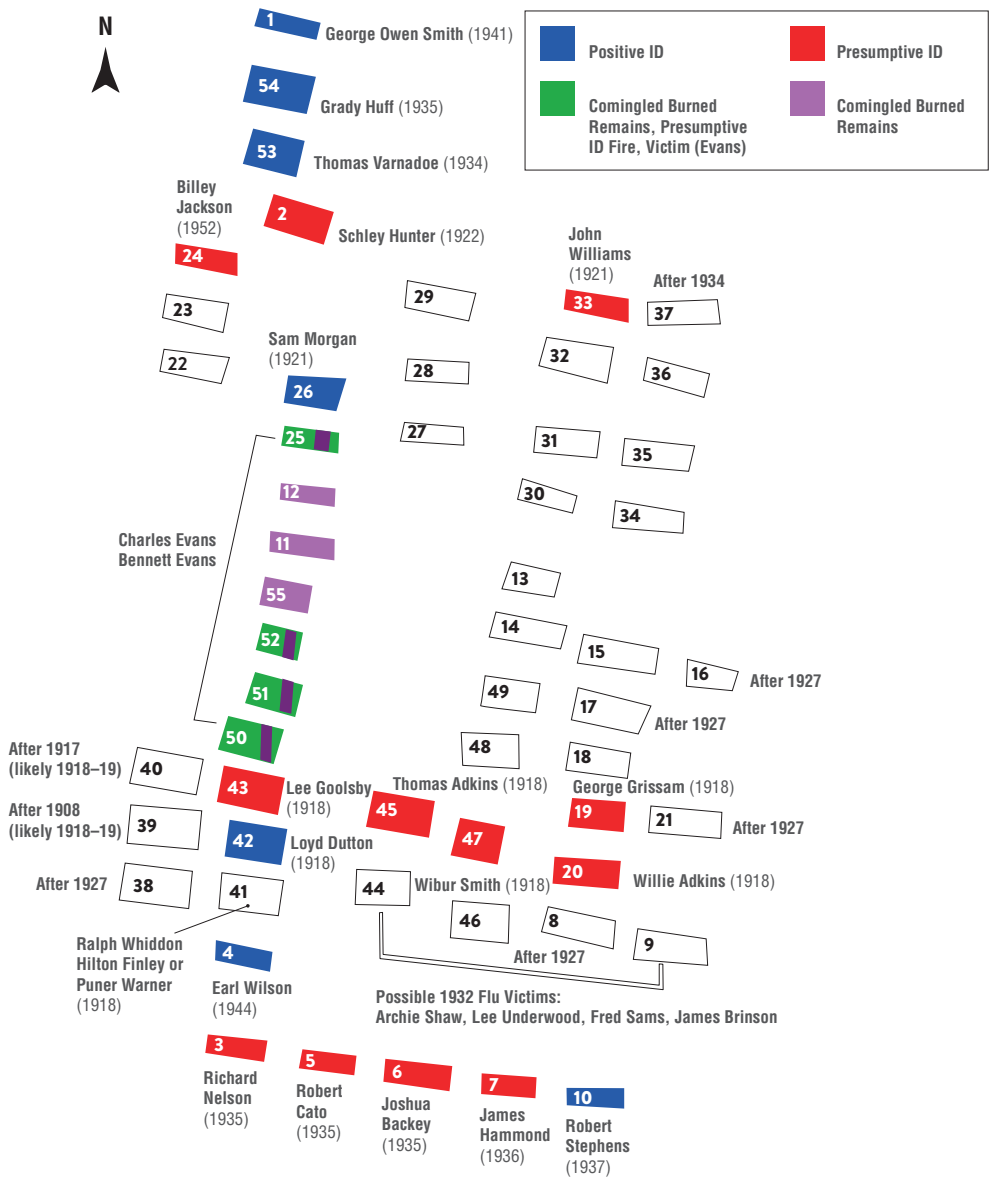 N
1
George Owen Smith (1941)
54
Grady Huff (1935)
53
Thomas Varnadoe (1934)
2
Schley Hunter (1922)
Positive ID
Presumptive ID
Comingled Burned
Remains, Presumptive
ID Fire, Victim (Evans)
Comingled Burned
Remains
Billey
Jackson
(1952)
24
23
22
29
28
27
John
Williams
(1921)
33
After 1934
37
32
36
31
35
30
34
Sam Morgan
(1921)
26
25
12
11
55
52
51
50
Charles Evans
Bennett Evans
13
14
15
16
After 1927
49
17
After 1927
48
18
After 1917
(likely 1918–19)
40
43
Lee Goolsby
(1918)
Thomas Adkins (1918)
45
47
George Grissam (1918)
19
21
After 1927
After 1908
(likely 1918–19)
39
42
Loyd Dutton
(1918)
20
Willie Adkins (1918)
After 1927
38
41
44
Wibur Smith (1918)
46
8
9
After 1927
Ralph Whiddon
Hilton Finley or
Puner Warner
(1918)
4
Earl Wilson
(1944)
Possible 1932 Flu Victims:
Archie Shaw, Lee Underwood, Fred Sams, James Brinson
3
Richard
Nelson
(1935)
5
Robert
Cato
(1935)
6
Joshua
Backey
(1935)
7
James
Hammond
(1936)
10
Robert
Stephens
(1937)